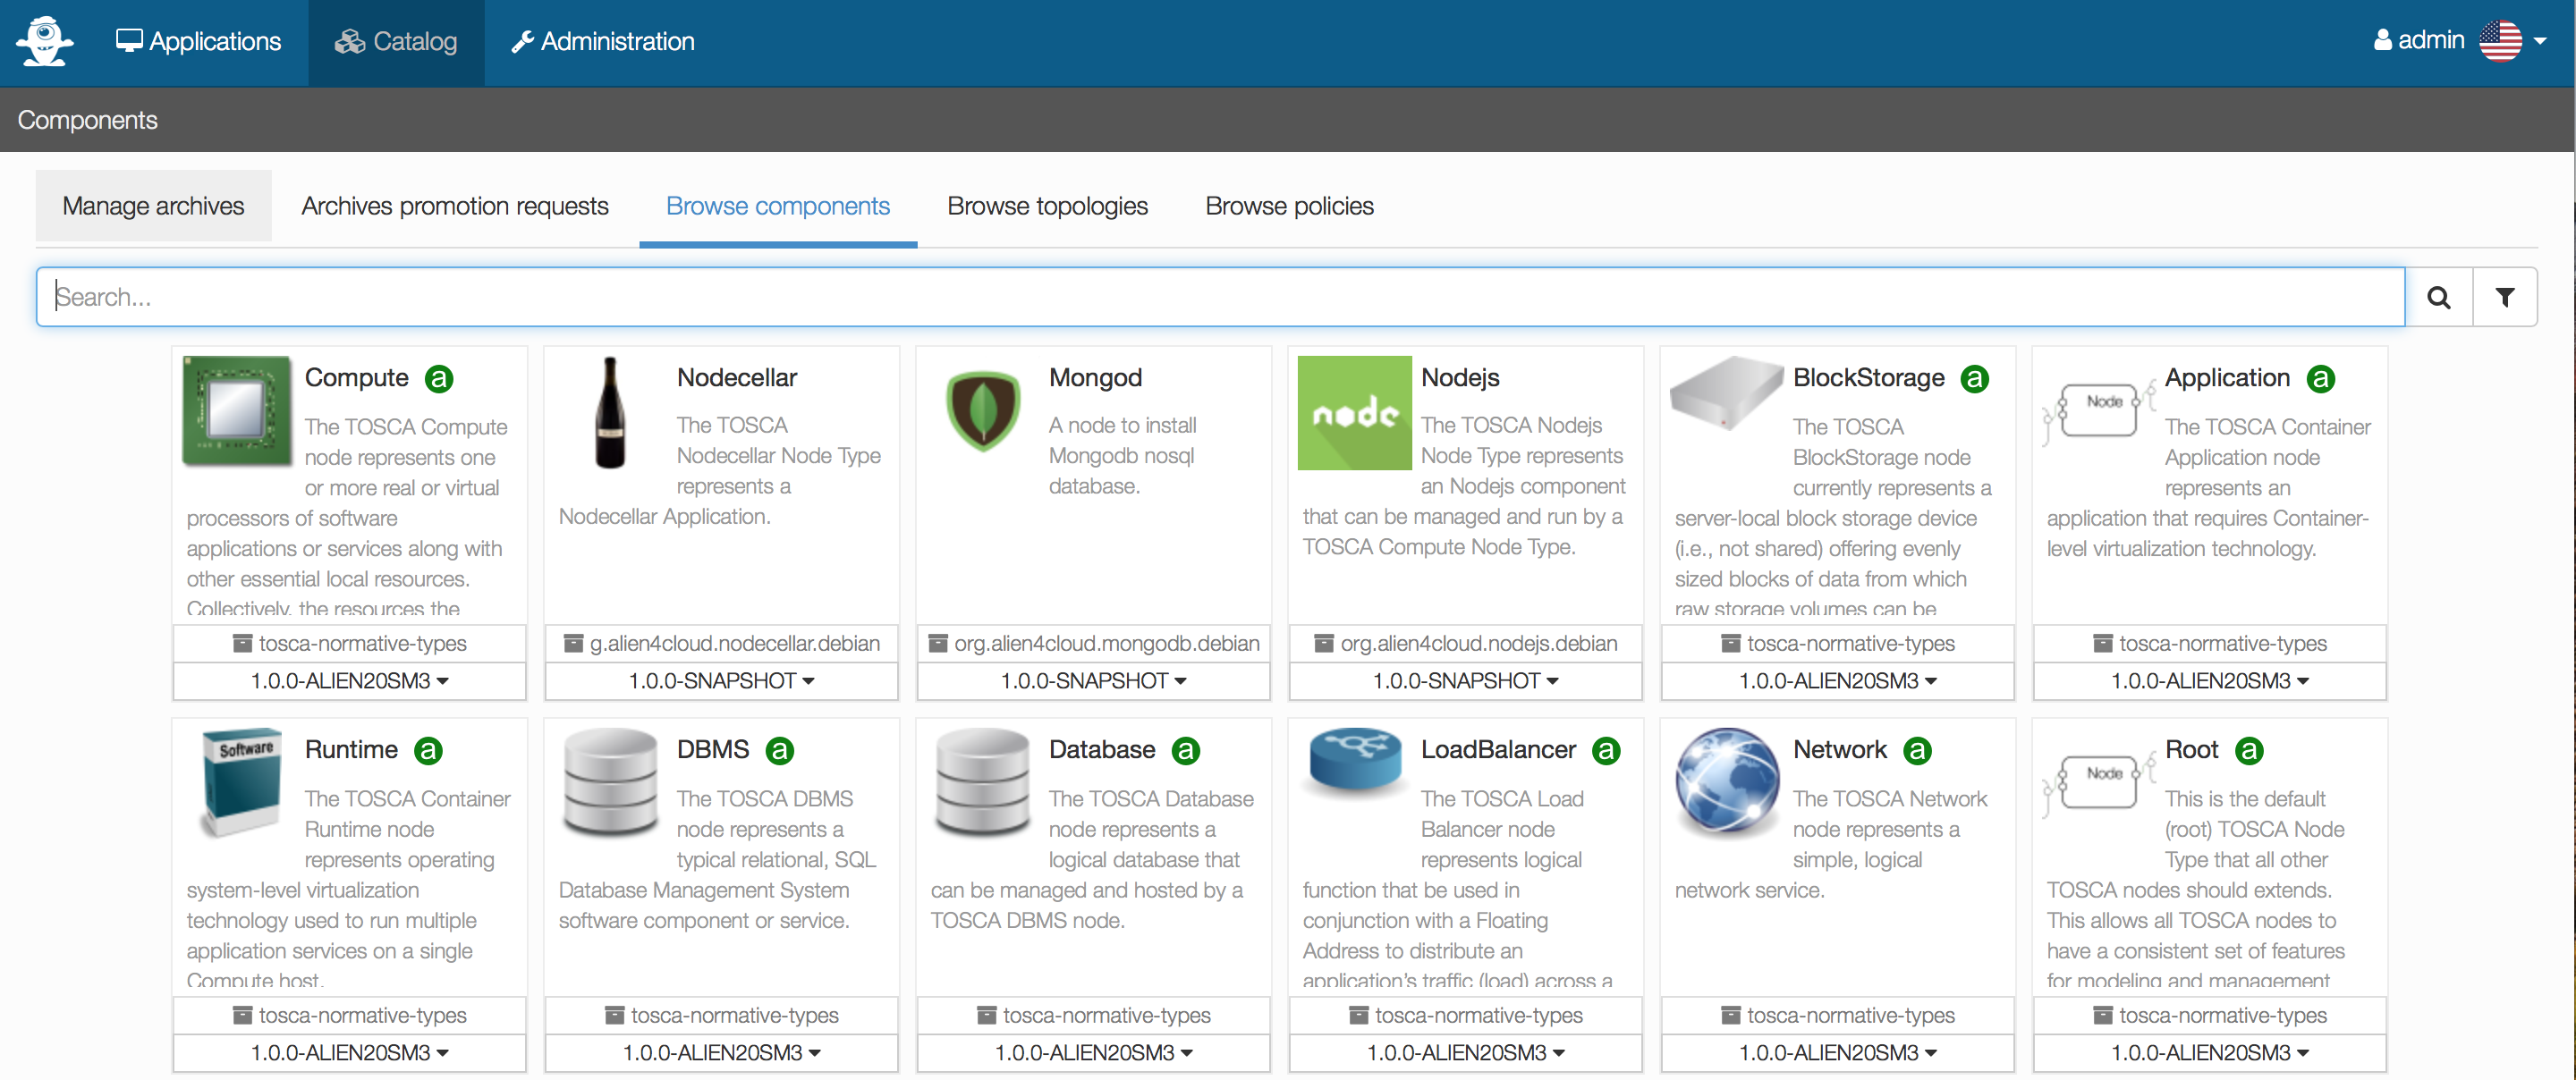 Applications
Catalog
Administration
admin
Components
Manage archives
Archives promotion requests
Browse components
Browse topologies
Browse policies
Search...
Compute a
The TOSCA Compute
node represents one
or more real or virtual
processors of software
applications or services along with
other essential local resources.
Collectively, the resources the
tosca-normative-types
1.0.0-ALIEN20SM3
Nodecellar
The TOSCA
Nodecellar Node Type
represents a
Nodecellar Application.
g.alien4cloud.nodecellar.debian
1.0.0-SNAPSHOT
Mongod
A node to install
Mongodb nosql
database.
org.alien4cloud.mongodb.debian
1.0.0-SNAPSHOT
node
Nodejs
The TOSCA Nodejs
Node Type represents
an Nodejs component
that can be managed and run by a
TOSCA Compute Node Type.
org.alien4cloud.nodejs.debian
1.0.0-SNAPSHOT
BlockStorage a
The TOSCA
BlockStorage node
currently represents a
server-local block storage device
(i.e., not shared) offering evenly
sized blocks of data from which
raw storage volumes can be
tosca-normative-types
1.0.0-ALIEN20SM3
Node
Application a
The TOSCA Container
Application node
represents an
application that requires Container-
level virtualization technology.
tosca-normative-types
1.0.0-ALIEN20SM3
Software
Runtime a
The TOSCA Container
Runtime node
represents operating
system-level virtualization
technology used to run multiple
application services on a single
Compute host.
tosca-normative-types
1.0.0-ALIEN20SM3
DBMS a
The TOSCA DBMS
node represents a
typical relational, SQL
Database Management System
software component or service.
tosca-normative-types
1.0.0-ALIEN20SM3
Database a
The TOSCA Database
node represents a
logical database that
can be managed and hosted by a
TOSCA DBMS node.
tosca-normative-types
1.0.0-ALIEN20SM3
LoadBalancer a
The TOSCA Load
Balancer node
represents logical
function that be used in
conjunction with a Floating
Address to distribute an
application's traffic (load) across a
tosca-normative-types
1.0.0-ALIEN20SM3
Network a
The TOSCA Network
node represents a
simple, logical
network service.
tosca-normative-types
1.0.0-ALIEN20SM3
Node
Root a
This is the default
(root) TOSCA Node
Type that all other
TOSCA nodes should extends.
This allows all TOSCA nodes to
have a consistent set of features
for modeling and management
tosca-normative-types
1.0.0-ALIEN20SM3